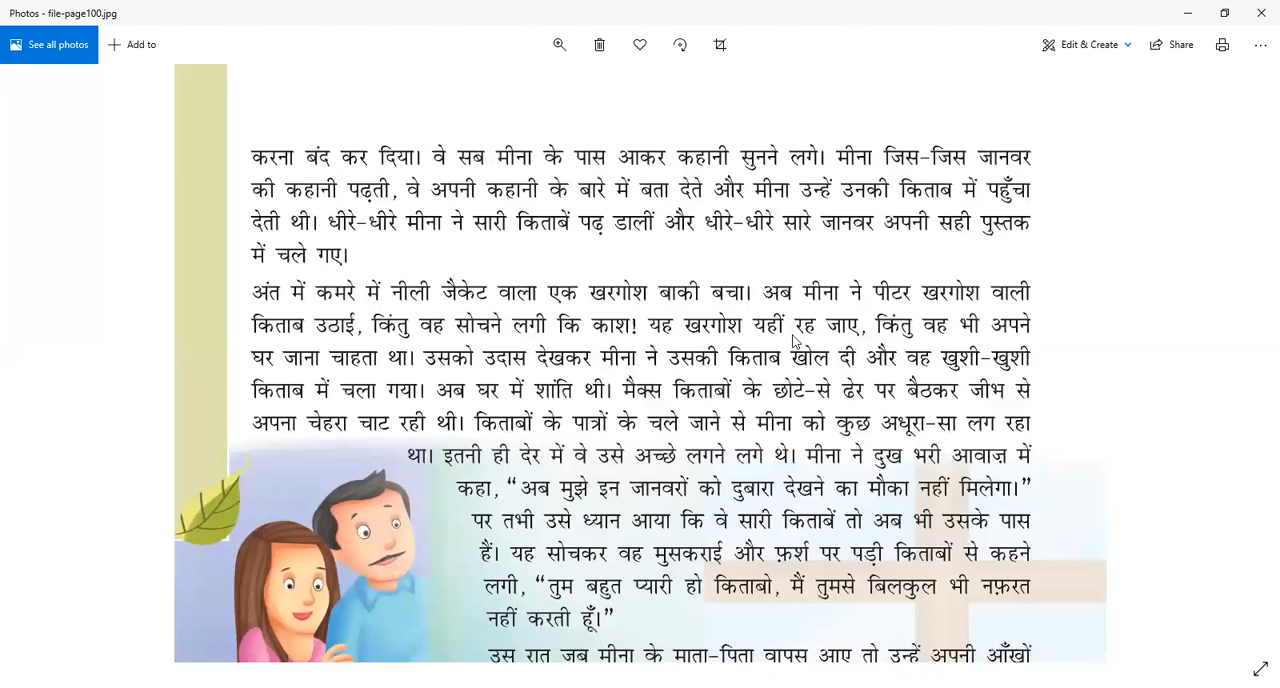 Photos - file-page100.jpg
See all photos
Add to
Edit & Create
Share
करना बंद कर दिया। वे सब मीना के पास आकर कहानी सुनने लगे। मीना जिस-जिस जानवर
की कहानी पढ़ती, वे अपनी कहानी के बारे में बता देते और मीना उन्हें उनकी किताब में पहुँचा
देती थी। धीरे-धीरे मीना ने सारी किताबें पढ़ डालीं और धीरे-धीरे सारे जानवर अपनी सही पुस्तक
में चले गए।
अंत में कमरे में नीली जैकेट वाला एक खरगोश बाकी बचा। अब मीना ने पीटर खरगोश वाली
किताब उठाई, किंतु वह सोचने लगी कि काश! यह खरगोश यहीं रह जाए, किंतु वह भी अपने
घर जाना चाहता था। उसको उदास देखकर मीना ने उसकी किताब खोल दी और वह खुशी-खुशी
किताब में चला गया। अब घर में शांति थी। मैक्स किताबों के छोटे-से ढेर पर बैठकर जीभ से
अपना चेहरा चाट रही थी। किताबों के पात्रों के चले जाने से मीना को कुछ अधूरा-सा लग रहा
था। इतनी ही देर में वे उसे अच्छे लगने लगे थे। मीना ने दुख भरी आवाज़ में
कहा, “अब मुझे इन जानवरों को दुबारा देखने का मौका नहीं मिलेगा।”
पर तभी उसे ध्यान आया कि वे सारी किताबें तो अब भी उसके पास
हैं। यह सोचकर वह मुसकराई और फ़र्श पर पड़ी किताबों से कहने
लगी, “तुम बहुत प्यारी हो किताबो, मैं तुमसे बिलकुल भी नफ़रत
नहीं करती हूँ।”
उस रात जब मीना के माता-पिता वापस आए तो उन्हें अपनी आँखों